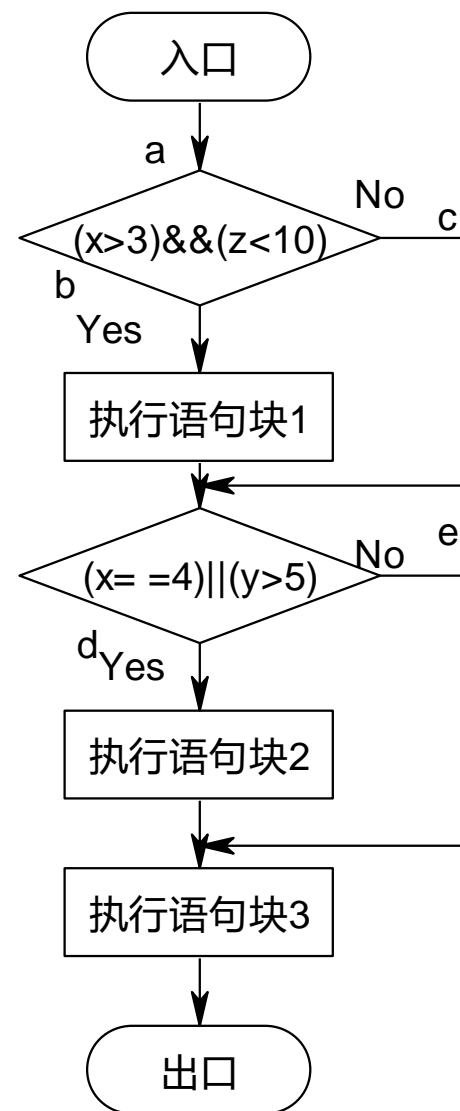 入口
a
No
c
(x>3)&&(z<10)
b
Yes
执行语句块1
e
No
(x= =4)||(y>5)
d
Yes
执行语句块2
执行语句块3
出口